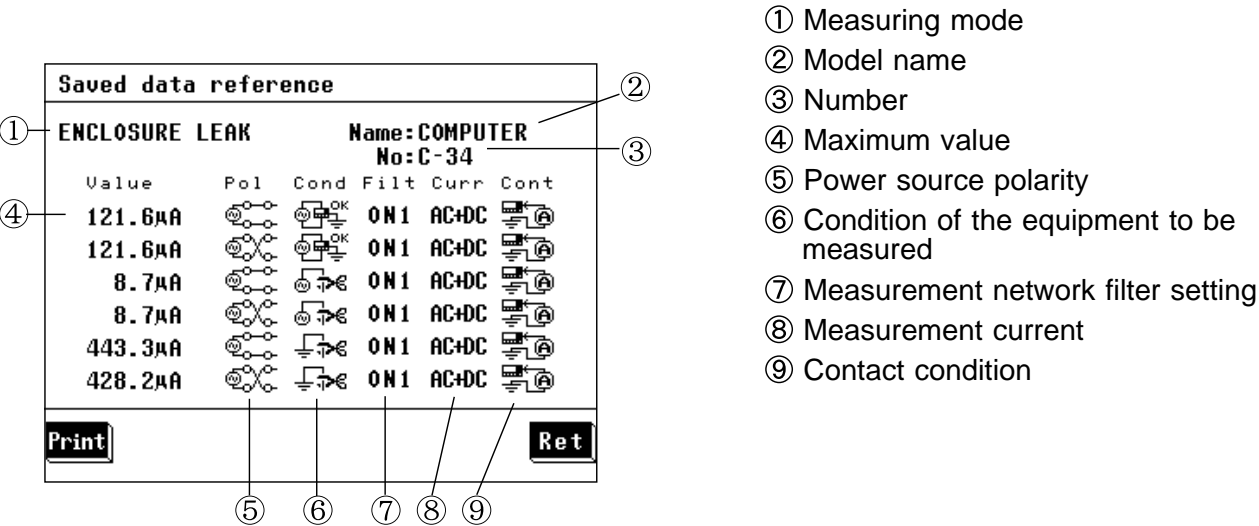 Saved data reference
① ENCLOSURE LEAK Name:COMPUTER ②
No:C-34 ③
Value Pol Cond Filt Curr Cont
④ 121.6µA OK ON1 AC+DC A
121.6µA OK ON1 AC+DC A
8.7µA ON1 AC+DC A
8.7µA ON1 AC+DC A
443.3µA ON1 AC+DC A
428.2µA ON1 AC+DC A
Print Ret
⑤ ⑥ ⑦ ⑧ ⑨
① Measuring mode
② Model name
③ Number
④ Maximum value
⑤ Power source polarity
⑥ Condition of the equipment to be
measured
⑦ Measurement network filter setting
⑧ Measurement current
⑨ Contact condition